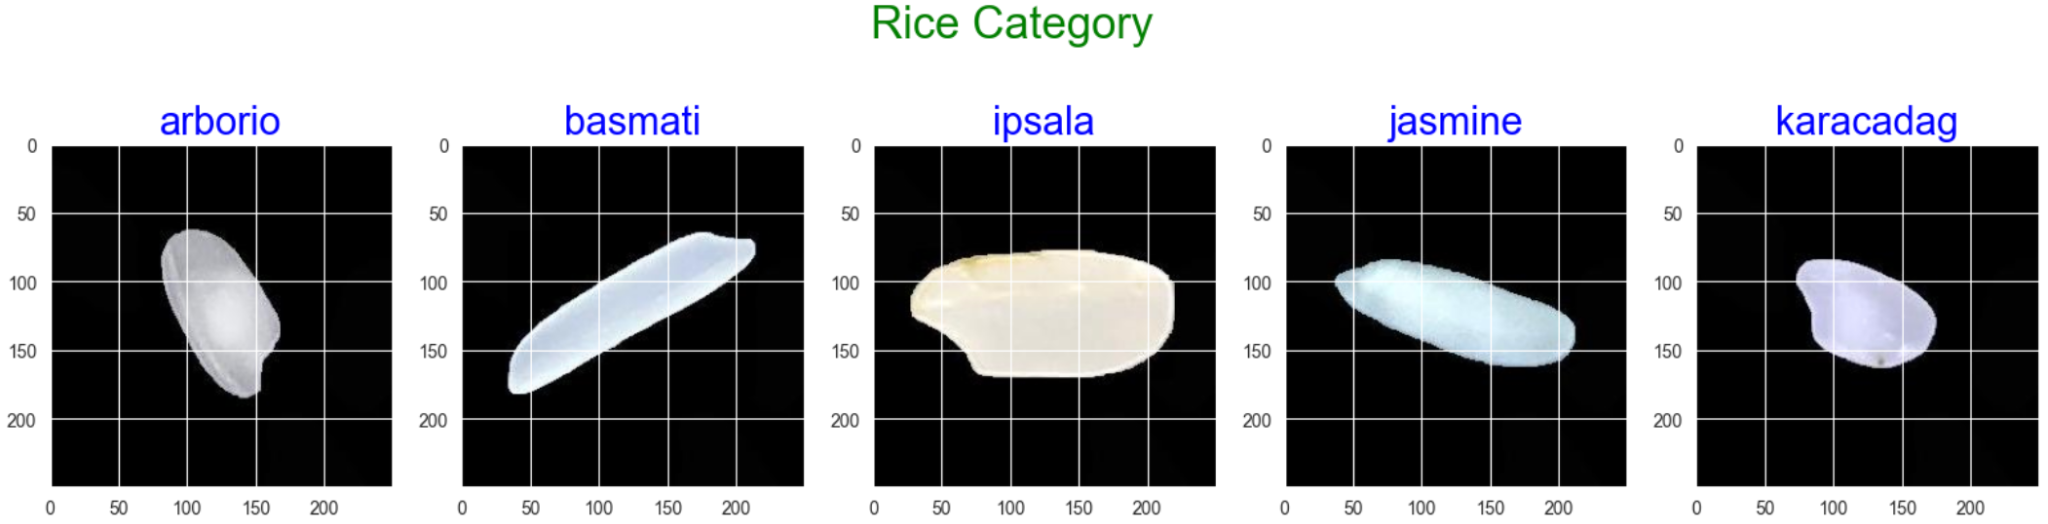 Rice Category
arborio basmati ipsala jasmine karacadag
0 0 0 0 0
50 50 50 50 50
100 100 100 100 100
150 150 150 150 150
200 200 200 200 200
0 50 100 150 200 0 50 100 150 200 0 50 100 150 200 0 50 100 150 200 0 50 100 150 200